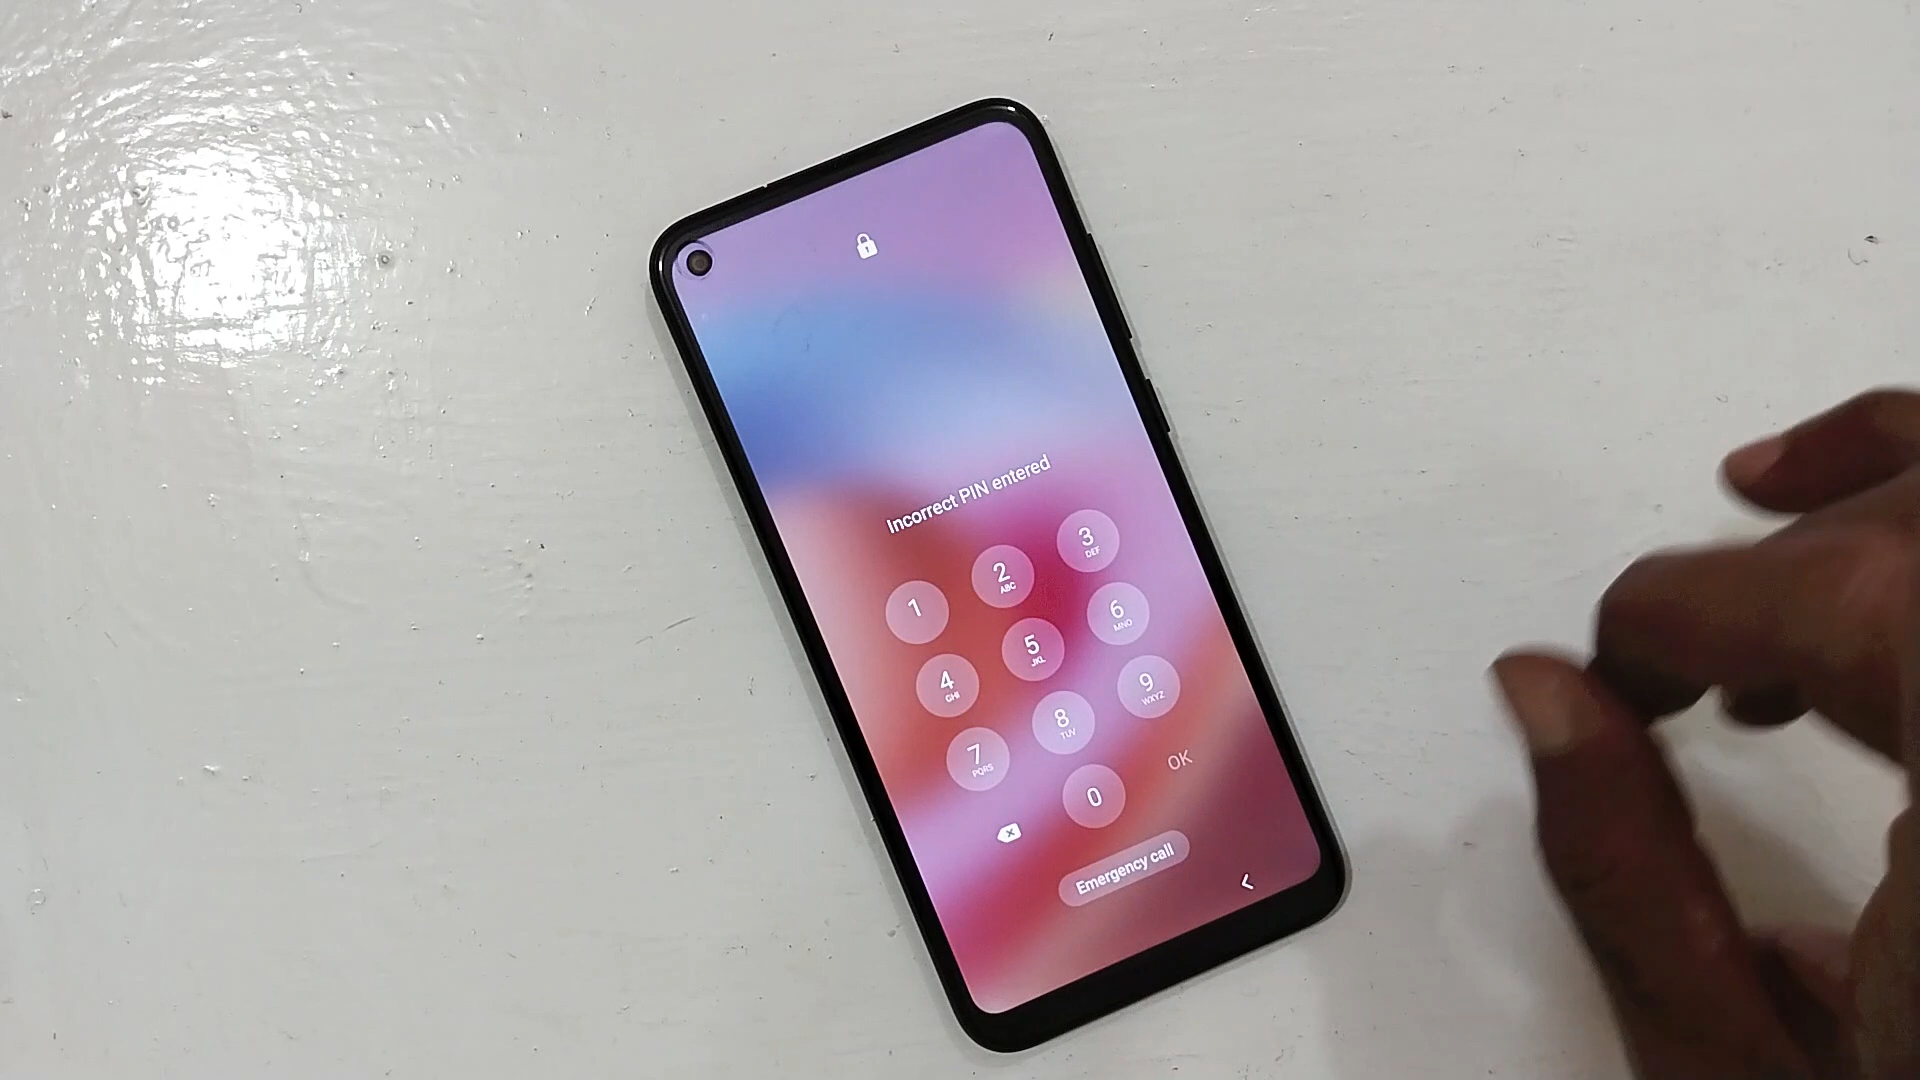 Incorrect PIN entered
1
2
ABC
3
DEF
4
GHI
5
JKL
6
MNO
7
PQRS
8
TUV
9
WXYZ
0
OK
Emergency call